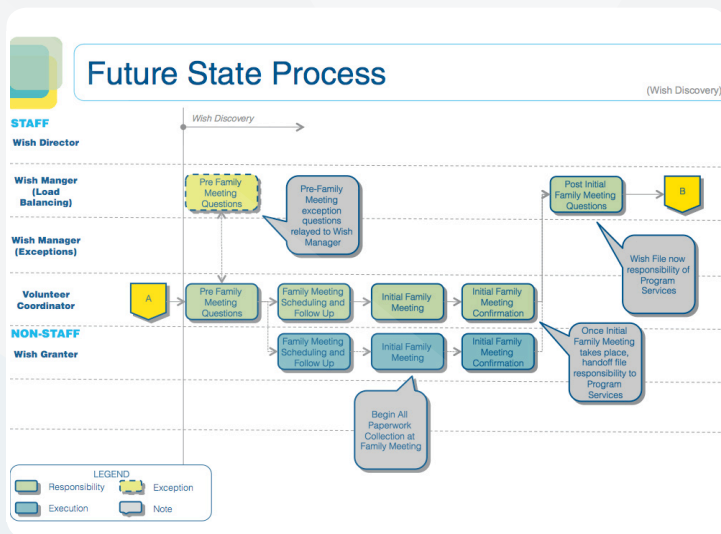 Future State Process
(Wish Discovery)
STAFF
Wish Director
Wish Discovery
Wish Manger
(Load
Balancing)
Pre Family
Meeting
Questions
Pre-Family
Meeting
exception
questions
relayed to Wish
Manager
Post Initial
Family Meeting
Questions
B
Wish Manager
(Exceptions)
Wish File now
responsibility of
Program
Services
Volunteer
Coordinator
A
Pre Family
Meeting
Questions
Family Meeting
Scheduling and
Follow Up
Initial Family
Meeting
Initial Family
Meeting
Confirmation
NON-STAFF
Wish Granter
Family Meeting
Scheduling and
Follow Up
Initial Family
Meeting
Initial Family
Meeting
Confirmation
Once Initial
Family Meeting
takes place,
handoff file
responsibility to
Program
Services
Begin All
Paperwork
Collection at
Family Meeting
LEGEND
Responsibility
Exception
Execution
Note